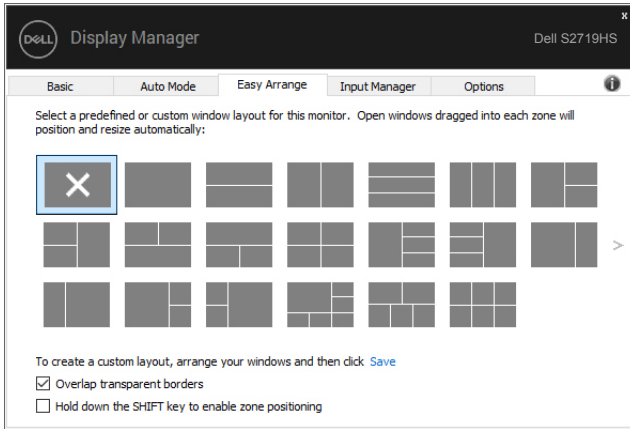 x
DELL Display Manager
Dell S2719HS
Basic Auto Mode Easy Arrange Input Manager Options i
Select a predefined or custom window layout for this monitor. Open windows dragged into each zone will
position and resize automatically:
>
To create a custom layout, arrange your windows and then click Save
Overlap transparent borders
Hold down the SHIFT key to enable zone positioning